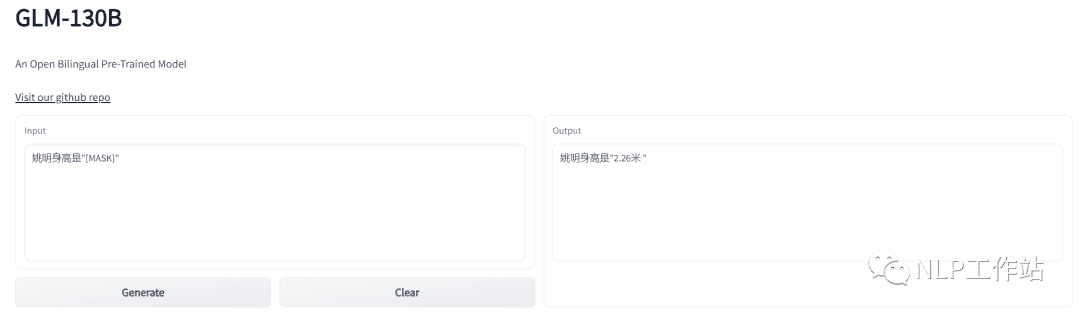 GLM-130B
An Open Bilingual Pre-Trained Model
Visit our github repo
Input
姚明身高是"[MASK]"
Output
姚明身高是"2.26米 "
Generate
Clear
NLP工作站